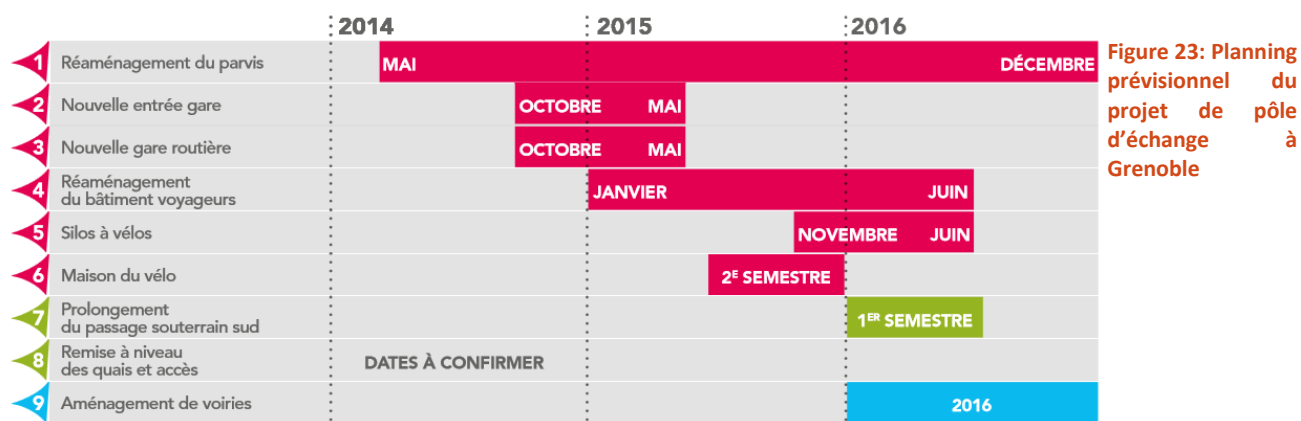 2014 2015 2016
1 Réaménagement du parvis MAI DÉCEMBRE
2 Nouvelle entrée gare OCTOBRE MAI
3 Nouvelle gare routière OCTOBRE MAI
4 Réaménagement
du bâtiment voyageurs JANVIER JUIN
5 Silos à vélos NOVEMBRE JUIN
6 Maison du vélo 2E SEMESTRE
7 Prolongement
du passage souterrain sud 1ER SEMESTRE
8 Remise à niveau
des quais et accès DATES À CONFIRMER
9 Aménagement de voiries 2016
Figure 23: Planning
prévisionnel du
projet de pôle
d’échange à
Grenoble